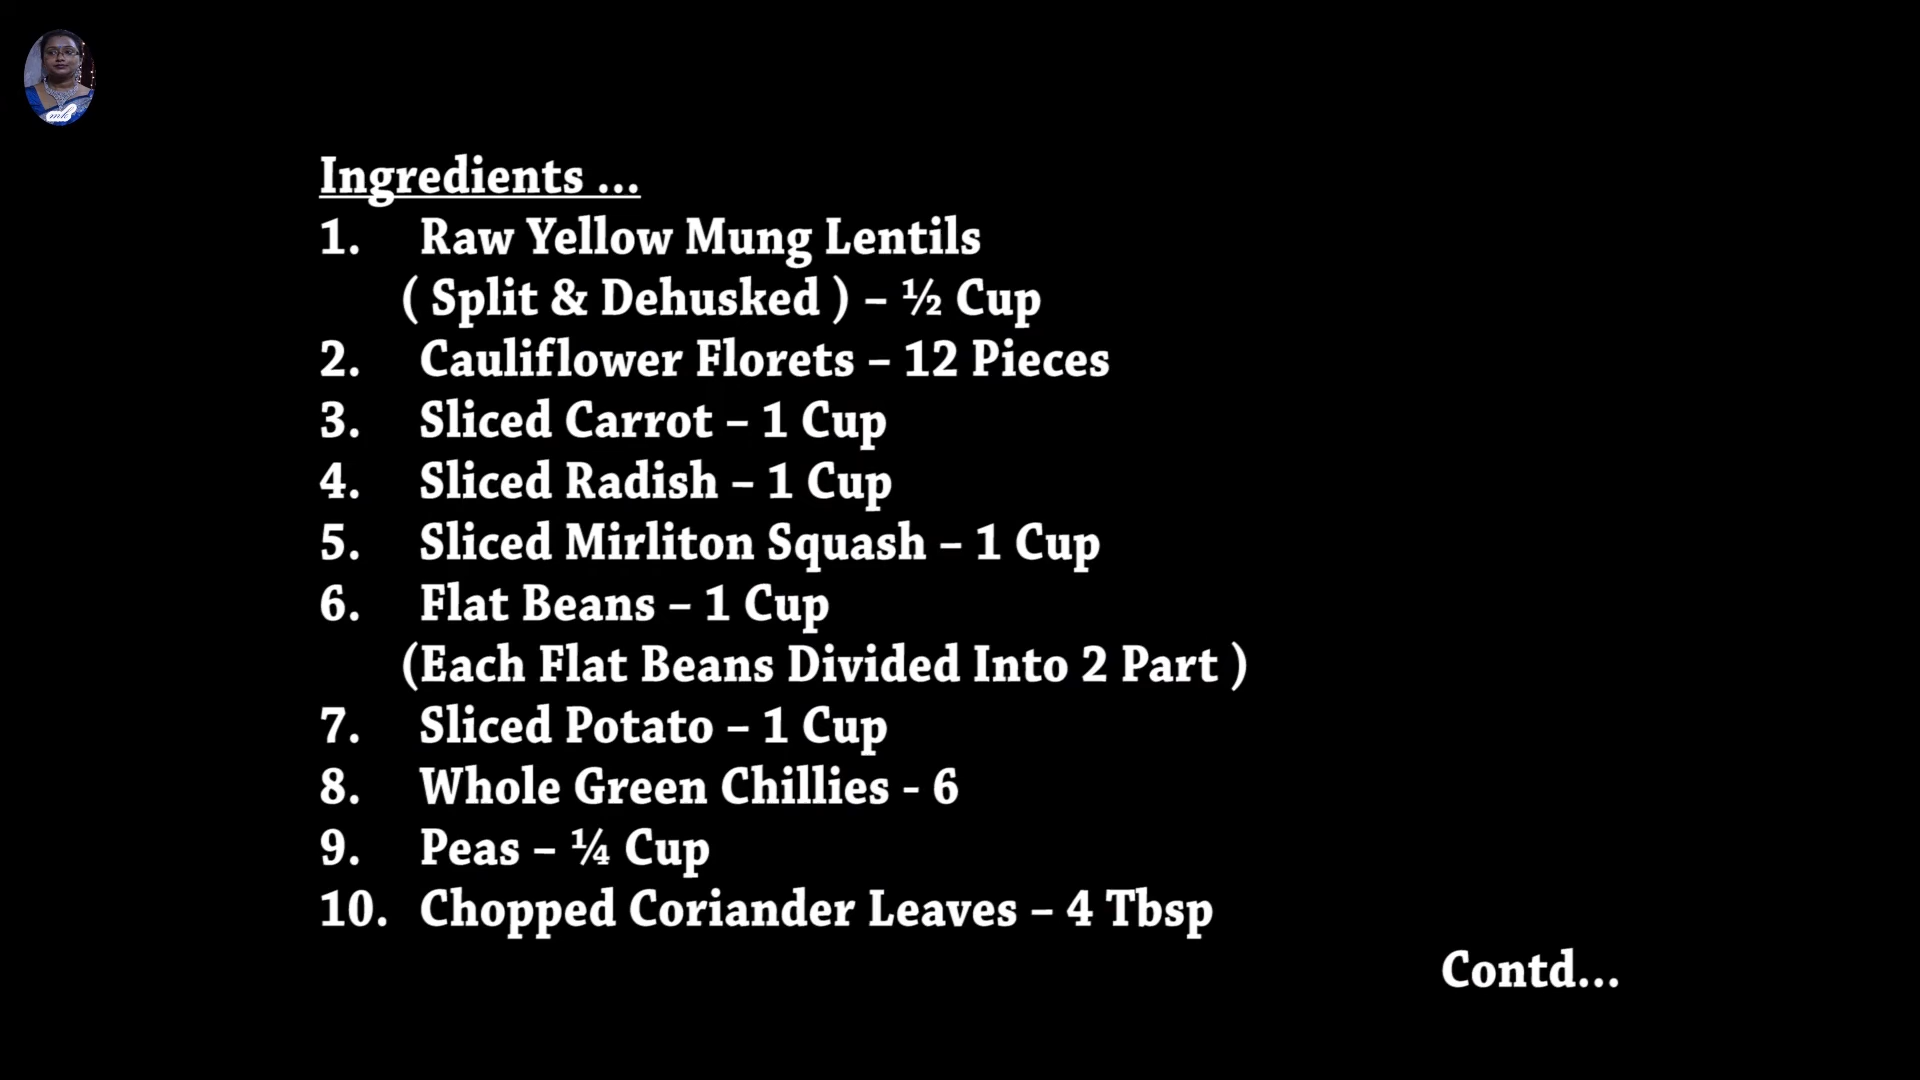 Ingredients ...
1. Raw Yellow Mung Lentils
( Split & Dehusked ) – ½ Cup
2. Cauliflower Florets – 12 Pieces
3. Sliced Carrot – 1 Cup
4. Sliced Radish – 1 Cup
5. Sliced Mirliton Squash – 1 Cup
6. Flat Beans – 1 Cup
(Each Flat Beans Divided Into 2 Part )
7. Sliced Potato – 1 Cup
8. Whole Green Chillies - 6
9. Peas – ¼ Cup
10. Chopped Coriander Leaves – 4 Tbsp
Contd...